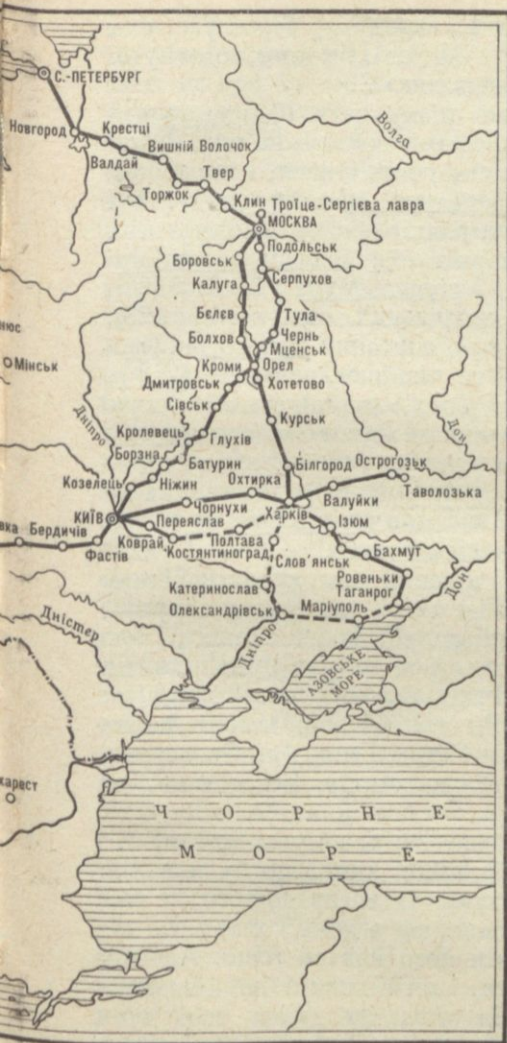 С.-ПЕТЕРБУРГ
Новгород
Крестці
Валдай
Вишній Волочок
Торжок
Твер
Волга
Клин
Троїце-Сергієва лавра
МОСКВА
Подольськ
Боровськ
Серпухов
Калуга
Тула
Бєлєв
Чернь
Болхов
Мценськ
Мінськ
Кроми
Орел
Дмитровськ
Хотетово
Сівськ
Курськ
Дніпро
Кролевець
Глухів
Дон
Борзна
Батурин
Білгород
Острогозьк
Козелець
Ніжин
Охтирка
Таволозька
Валуйки
КИЇВ
Чорнухи
Харків
Переяслав
Ізюм
Бердичів
Коврай
Полтава
Фастів
Костянтиноград
Слов'янськ
Бахмут
Катеринослав
Ровеньки
Таганрог
Дон
Олександрівськ
Маріуполь
Дністер
Дніпро
АЗОВСЬКЕ
МОРЕ
ЧОРНЕ
МОРЕ